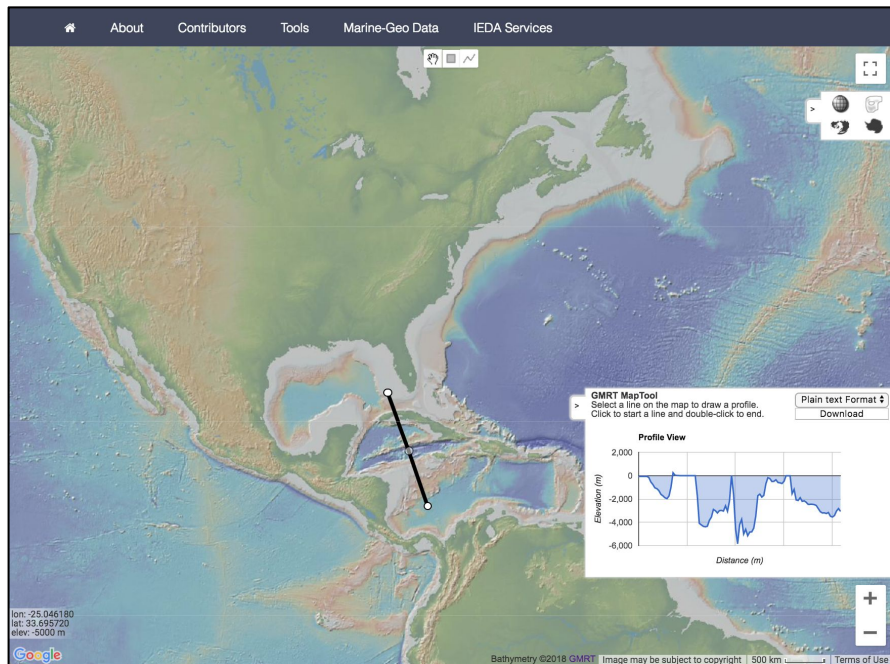 About Contributors Tools Marine-Geo Data IEDA Services
>
GMRT MapTool
Select a line on the map to draw a profile.
Click to start a line and double-click to end.
Plain text Format
Download
>
Profile View
2,000
0
-2,000
-4,000
-6,000
Elevation (m)
Distance (m)
+
−
lon: -25.046180
lat: 33.695720
elev: -5000 m
Google
Bathymetry ©2018 GMRT Image may be subject to copyright 500 km Terms of Use